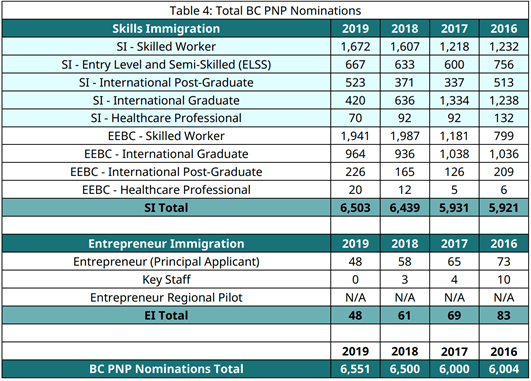 Table 4: Total BC PNP Nominations
Skills Immigration 2019 2018 2017 2016
SI - Skilled Worker 1,672 1,607 1,218 1,232
SI - Entry Level and Semi-Skilled (ELSS) 667 633 600 756
SI - International Post-Graduate 523 371 337 513
SI - International Graduate 420 636 1,334 1,238
SI - Healthcare Professional 70 92 92 132
EEBC - Skilled Worker 1,941 1,987 1,181 799
EEBC - International Graduate 964 936 1,038 1,036
EEBC - International Post-Graduate 226 165 126 209
EEBC - Healthcare Professional 20 12 5 6
SI Total 6,503 6,439 5,931 5,921
Entrepreneur Immigration 2019 2018 2017 2016
Entrepreneur (Principal Applicant) 48 58 65 73
Key Staff 0 3 4 10
Entrepreneur Regional Pilot N/A N/A N/A N/A
EI Total 48 61 69 83
2019 2018 2017 2016
BC PNP Nominations Total 6,551 6,500 6,000 6,004